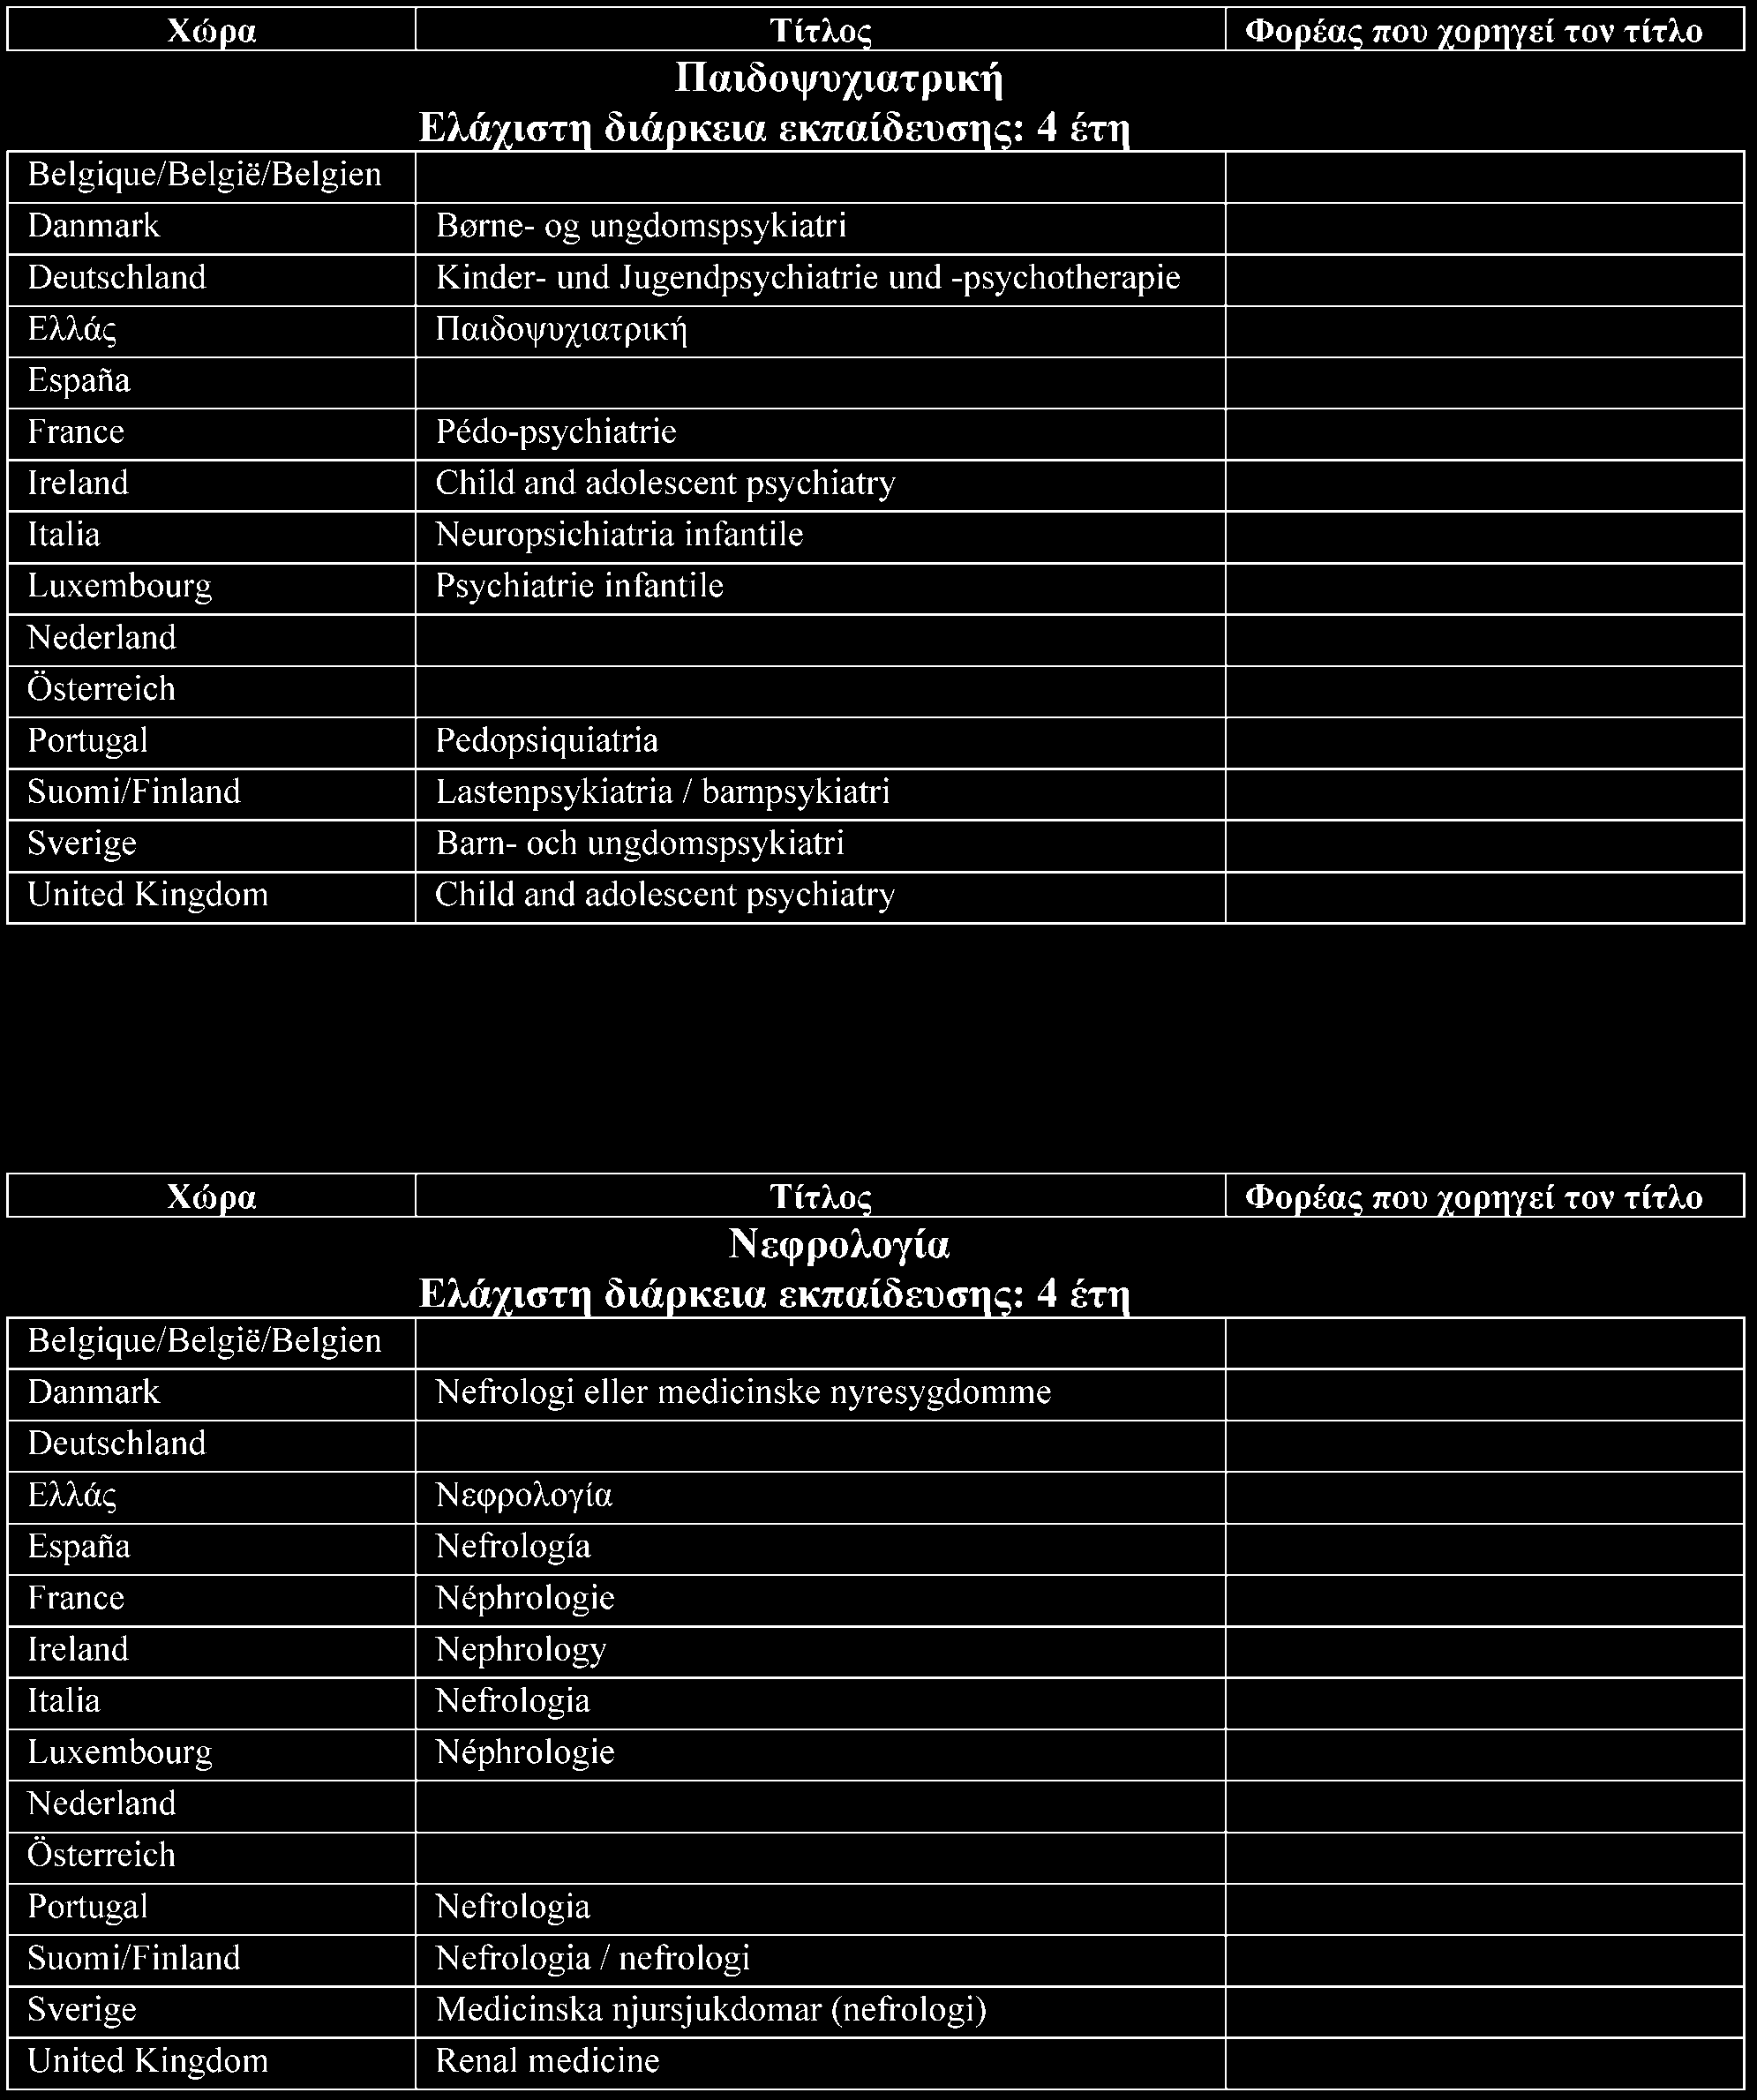 Χώρα Τίτλος Φορέας που χορηγεί τον τίτλο
Παιδοψυχιατρική
Ελάχιστη διάρκεια εκπαίδευσης: 4 έτη
Belgique/België/Belgien
Danmark Børne- og ungdomspsykiatri
Deutschland Kinder- und Jugendpsychiatrie und -psychotherapie
Ελλάς Παιδοψυχιατρική
España
France Pédo-psychiatrie
Ireland Child and adolescent psychiatry
Italia Neuropsichiatria infantile
Luxembourg Psychiatrie infantile
Nederland
Österreich
Portugal Pedopsiquiatria
Suomi/Finland Lastenpsykiatria / barnpsykiatri
Sverige Barn- och ungdomspsykiatri
United Kingdom Child and adolescent psychiatry
Χώρα Τίτλος Φορέας που χορηγεί τον τίτλο
Νεφρολογία
Ελάχιστη διάρκεια εκπαίδευσης: 4 έτη
Belgique/België/Belgien
Danmark Nefrologi eller medicinske nyresygdomme
Deutschland
Ελλάς Νεφρολογία
España Nefrología
France Néphrologie
Ireland Nephrology
Italia Nefrologia
Luxembourg Néphrologie
Nederland
Österreich
Portugal Nefrologia
Suomi/Finland Nefrologia / nefrologi
Sverige Medicinska njursjukdomar (nefrologi)
United Kingdom Renal medicine